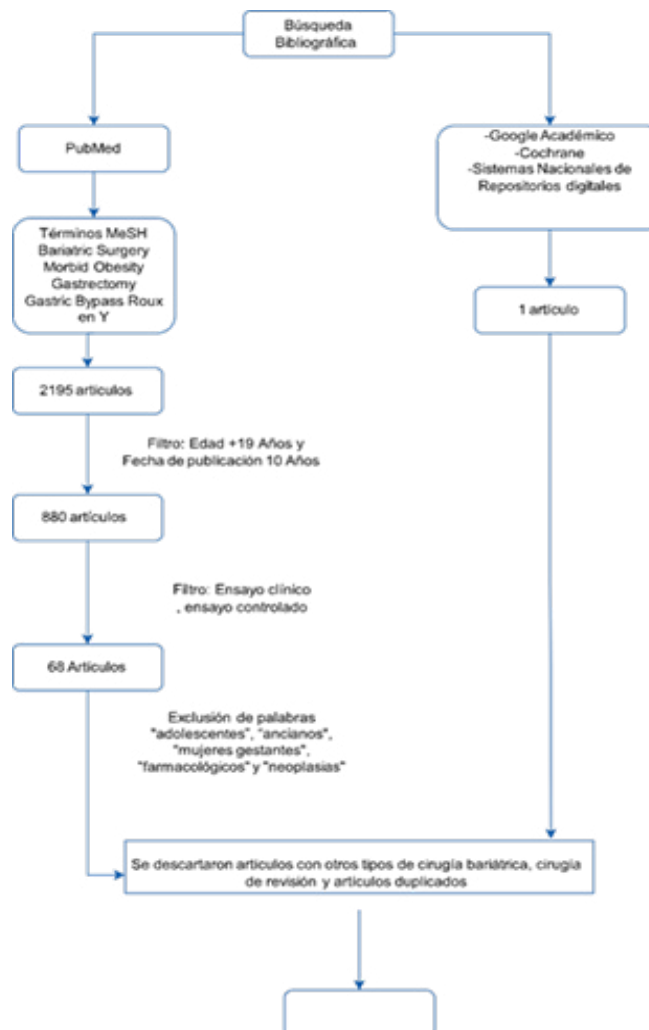 Búsqueda
Bibliográfica
PubMed
-Google Académico
-Cochrane
-Sistemas Nacionales de
Repositorios digitales
Términos MeSH
Bariatric Surgery
Morbid Obesity
Gastrectomy
Gastric Bypass Roux
en Y
1 artículo
2195 artículos
Filtro: Edad +19 Años y
Fecha de publicación 10 Años
880 artículos
Filtro: Ensayo clínico
, ensayo controlado
68 Artículos
Exclusión de palabras
"adolescentes", "ancianos",
"mujeres gestantes",
"farmacológicos" y "neoplasias"
Se descartaron artículos con otros tipos de cirugía bariátrica, cirugía
de revisión y artículos duplicados